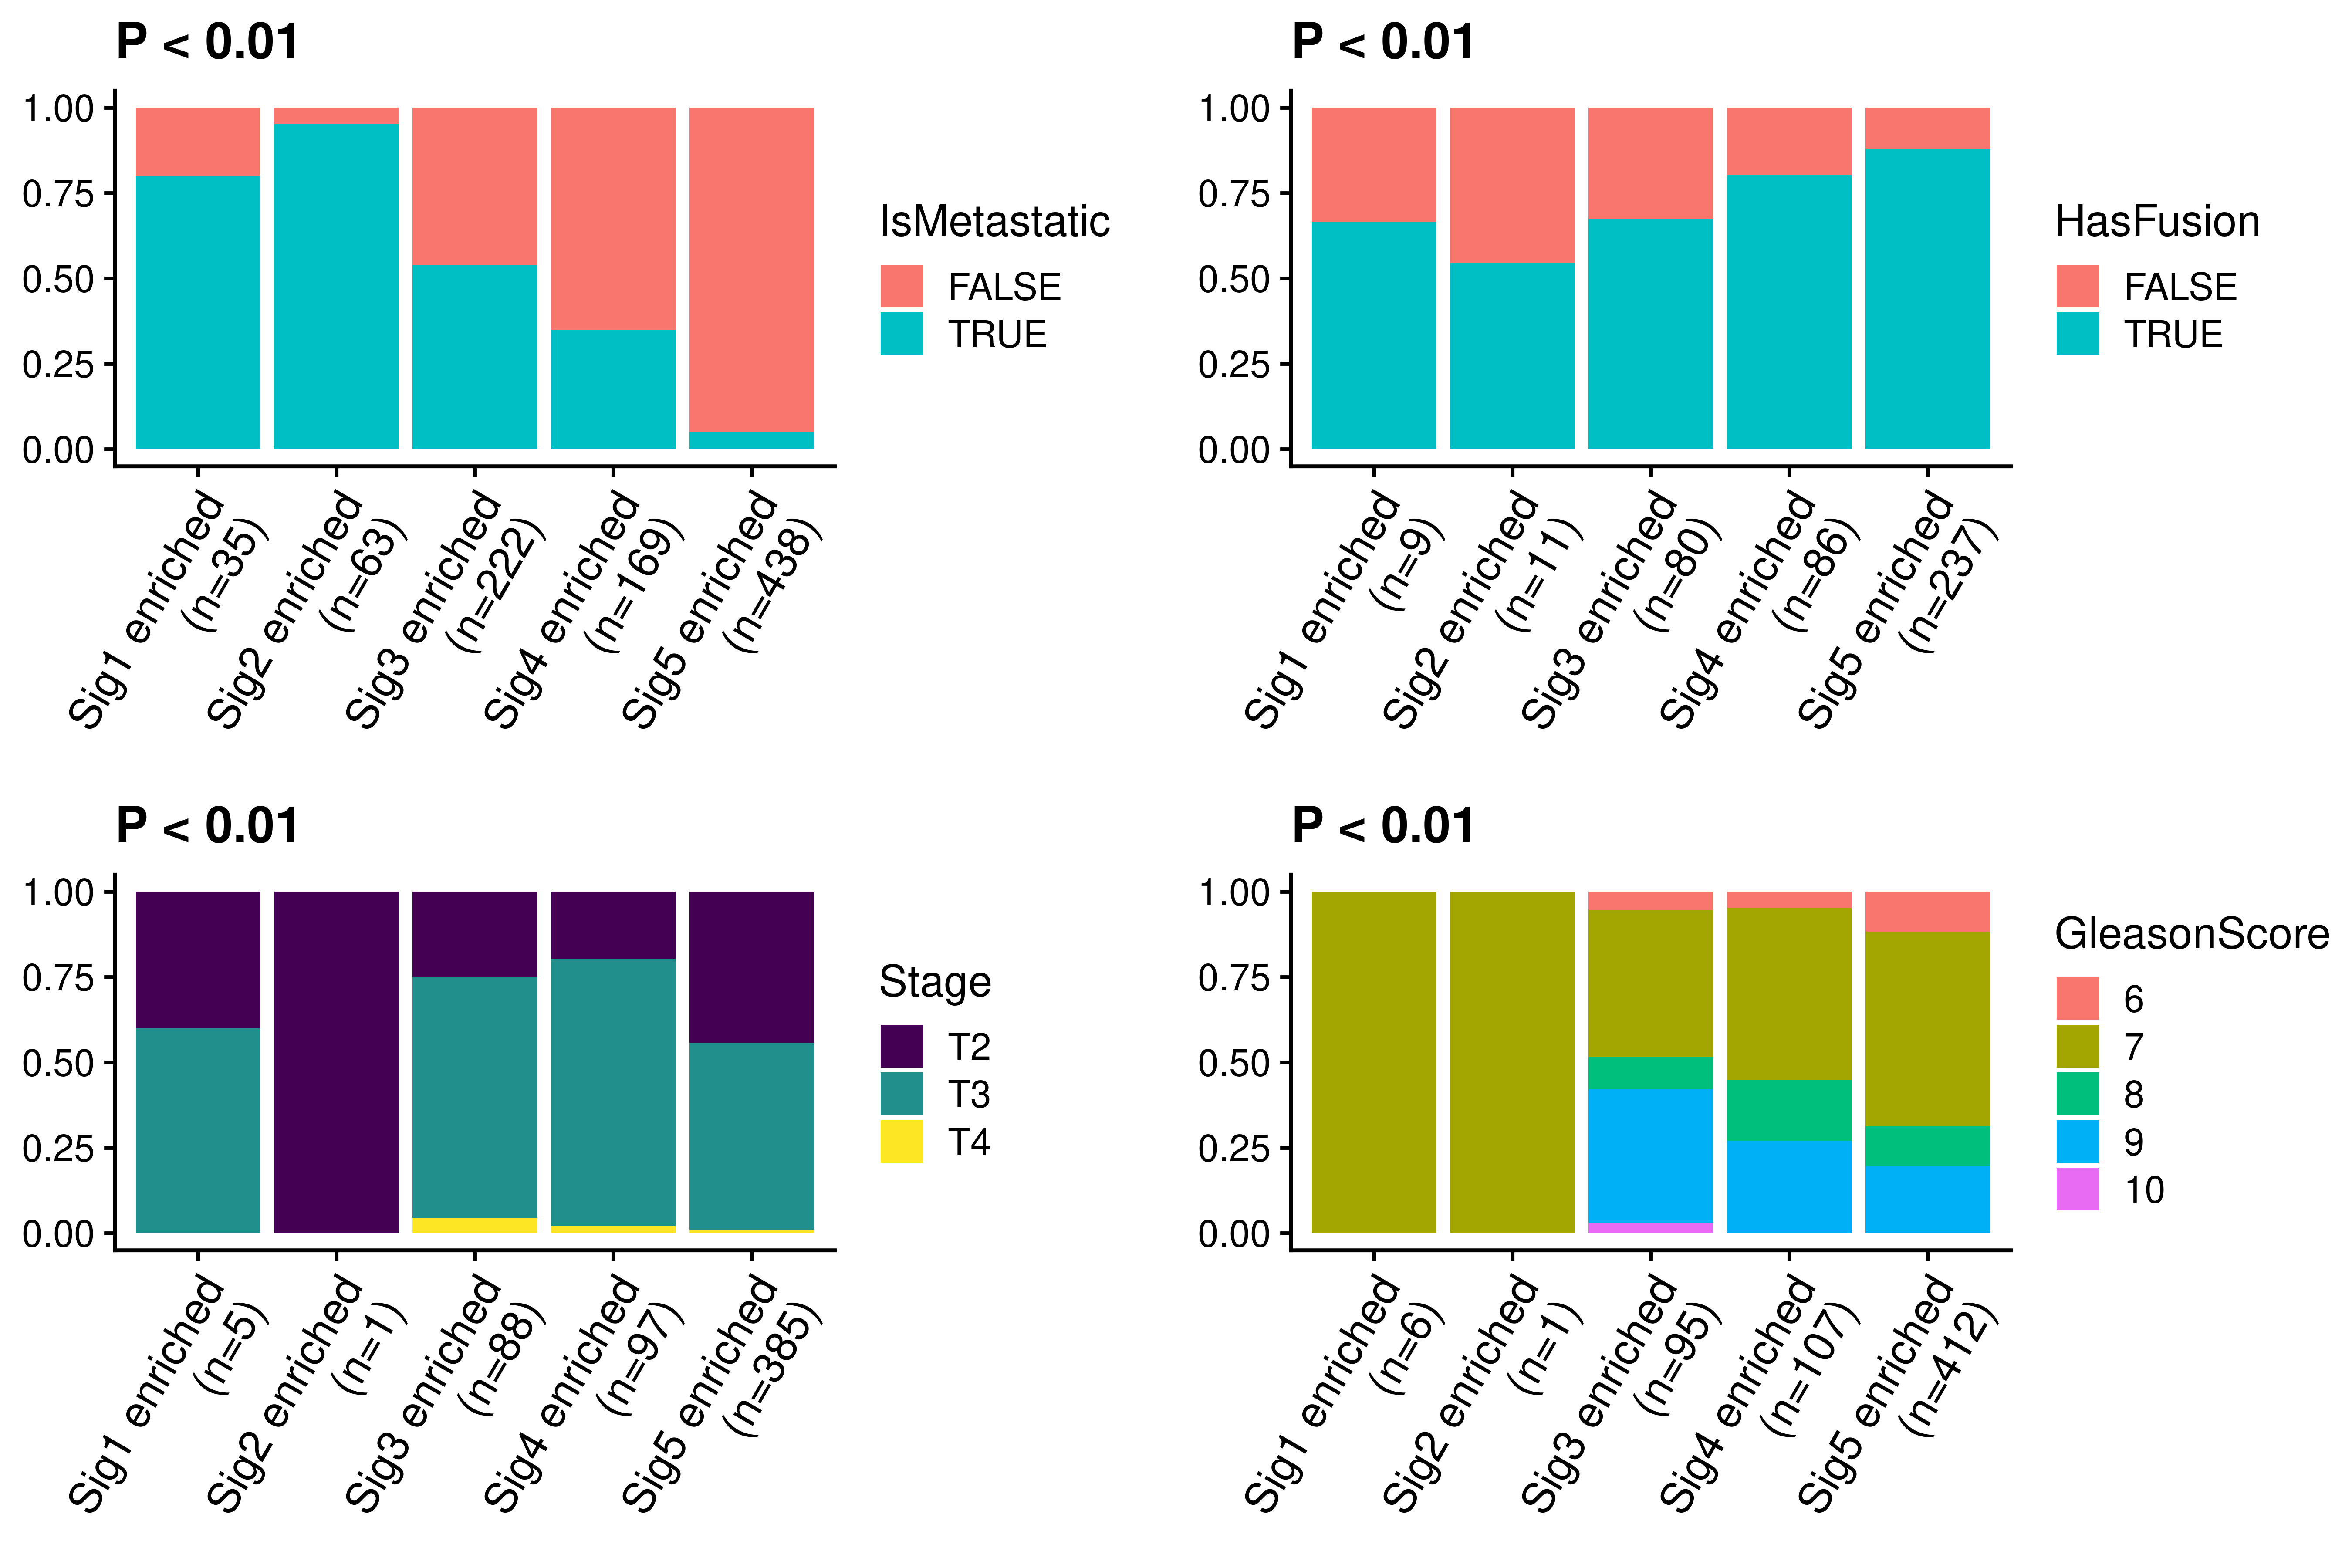 P < 0.01
1.00
0.75
0.50
0.25
0.00
Sig1 enriched
(n=35)
Sig2 enriched
(n=63)
Sig3 enriched
(n=222)
Sig4 enriched
(n=169)
Sig5 enriched
(n=438)
IsMetastatic
FALSE
TRUE
P < 0.01
1.00
0.75
0.50
0.25
0.00
Sig1 enriched
(n=9)
Sig2 enriched
(n=11)
Sig3 enriched
(n=80)
Sig4 enriched
(n=86)
Sig5 enriched
(n=237)
HasFusion
FALSE
TRUE
P < 0.01
1.00
0.75
0.50
0.25
0.00
Sig1 enriched
(n=5)
Sig2 enriched
(n=1)
Sig3 enriched
(n=88)
Sig4 enriched
(n=97)
Sig5 enriched
(n=385)
Stage
T2
T3
T4
P < 0.01
1.00
0.75
0.50
0.25
0.00
Sig1 enriched
(n=6)
Sig2 enriched
(n=1)
Sig3 enriched
(n=95)
Sig4 enriched
(n=107)
Sig5 enriched
(n=412)
GleasonScore
6
7
8
9
10